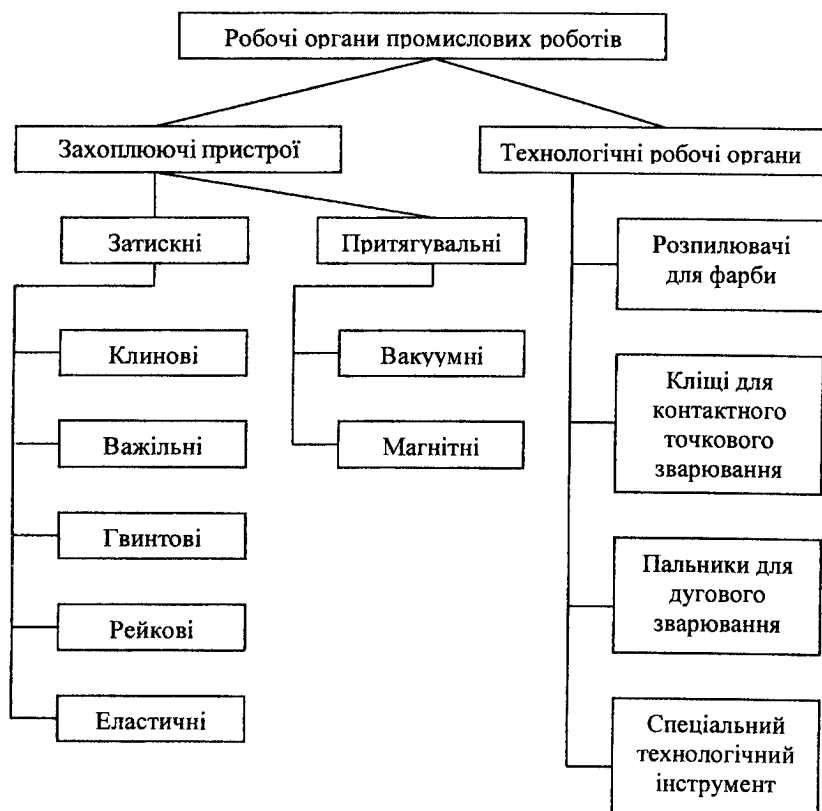 Робочі органи промислових роботів
Захоплюючі пристрої
Технологічні робочі органи
Затискні
Притягувальні
Клинові
Важільні
Гвинтові
Рейкові
Еластичні
Вакуумні
Магнітні
Розпилювачі
для фарби
Кліщі для
контактного
точкового
зварювання
Пальники для
дугового
зварювання
Спеціальний
технологічний
інструмент